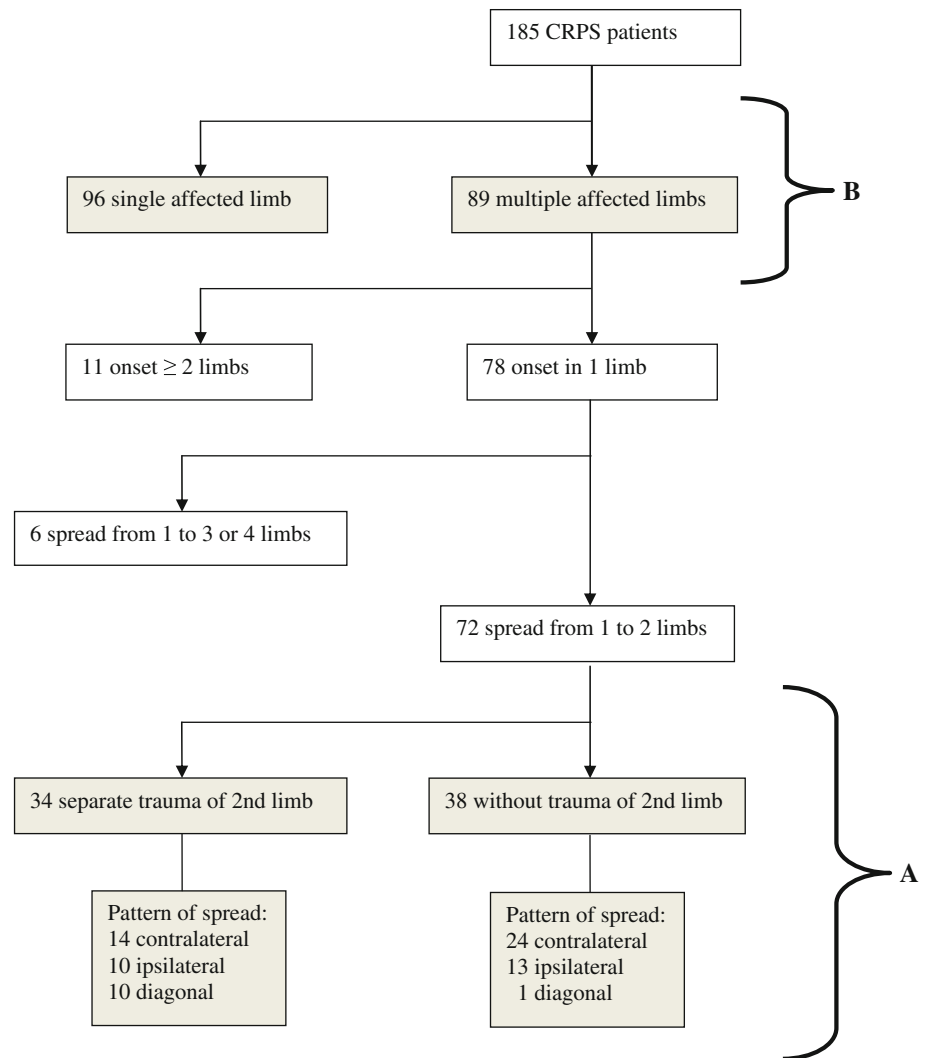 185 CRPS patients
96 single affected limb
89 multiple affected limbs
B
11 onset ≥ 2 limbs
78 onset in 1 limb
6 spread from 1 to 3 or 4 limbs
72 spread from 1 to 2 limbs
34 separate trauma of 2nd limb
38 without trauma of 2nd limb
A
Pattern of spread:
14 contralateral
10 ipsilateral
10 diagonal
Pattern of spread:
24 contralateral
13 ipsilateral
1 diagonal